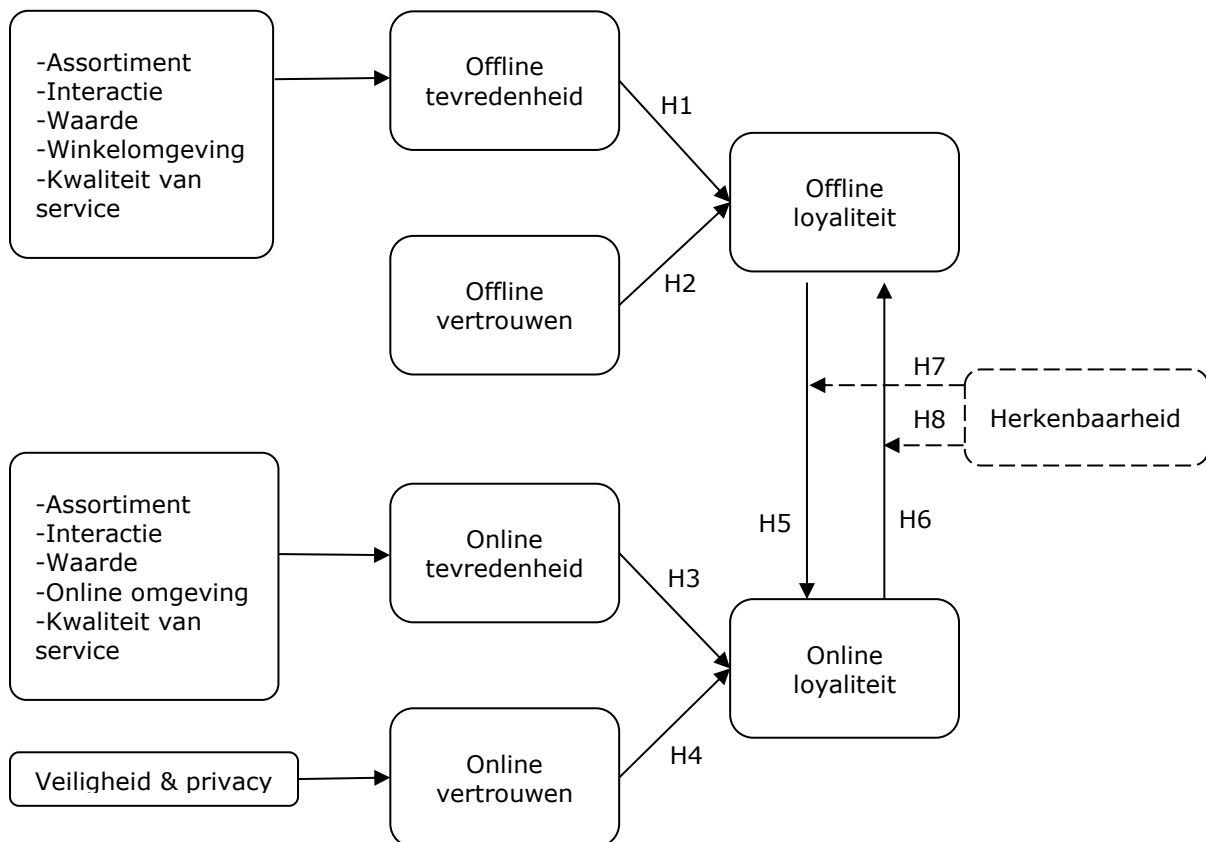 -Assortiment
-Interactie
-Waarde
-Winkelomgeving
-Kwaliteit van
service
Offline
tevredenheid
H1
Offline
loyaliteit
Offline
vertrouwen
H2
H7
Herkenbaarheid
H8
-Assortiment
-Interactie
-Waarde
-Online omgeving
-Kwaliteit van
service
Online
tevredenheid
H3
H5
H6
Online
loyaliteit
Veiligheid & privacy
Online
vertrouwen
H4